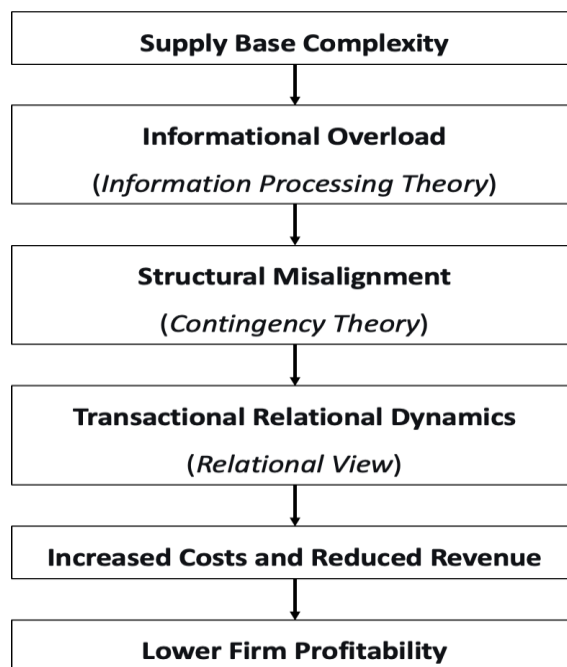 Supply Base Complexity
Informational Overload
(Information Processing Theory)
Structural Misalignment
(Contingency Theory)
Transactional Relational Dynamics
(Relational View)
Increased Costs and Reduced Revenue
Lower Firm Profitability